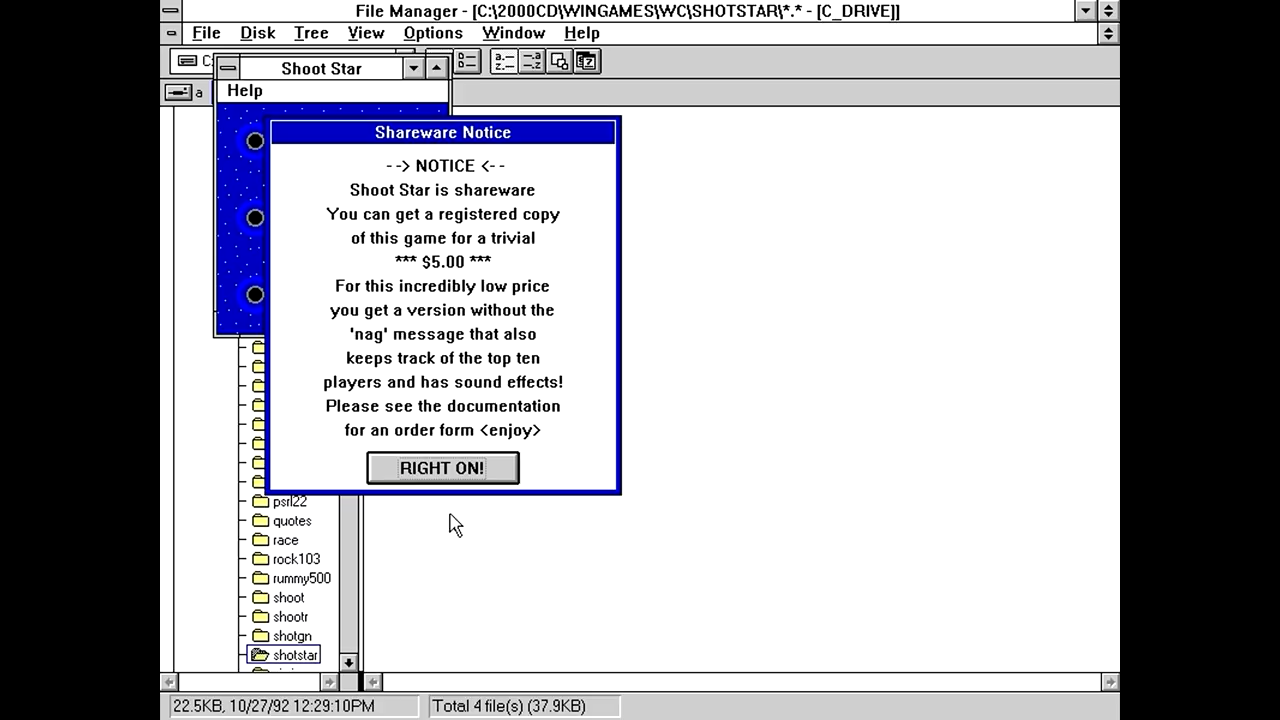 File Manager - [C:\2000CD\WINGAMES\WC\SHOTSTAR\*.* - [C_DRIVE]]
File Disk Tree View Options Window Help
C:
Shoot Star
a
Help
Shareware Notice
--> NOTICE <--
Shoot Star is shareware
You can get a registered copy
of this game for a trivial
*** $5.00 ***
For this incredibly low price
you get a version without the
'nag' message that also
keeps track of the top ten
players and has sound effects!
Please see the documentation
for an order form <enjoy>
RIGHT ON!
psrl22
quotes
race
rock103
rummy500
shoot
shootr
shotgn
shotstar
22.5KB, 10/27/92 12:29:10PM
Total 4 file(s) (37.9KB)